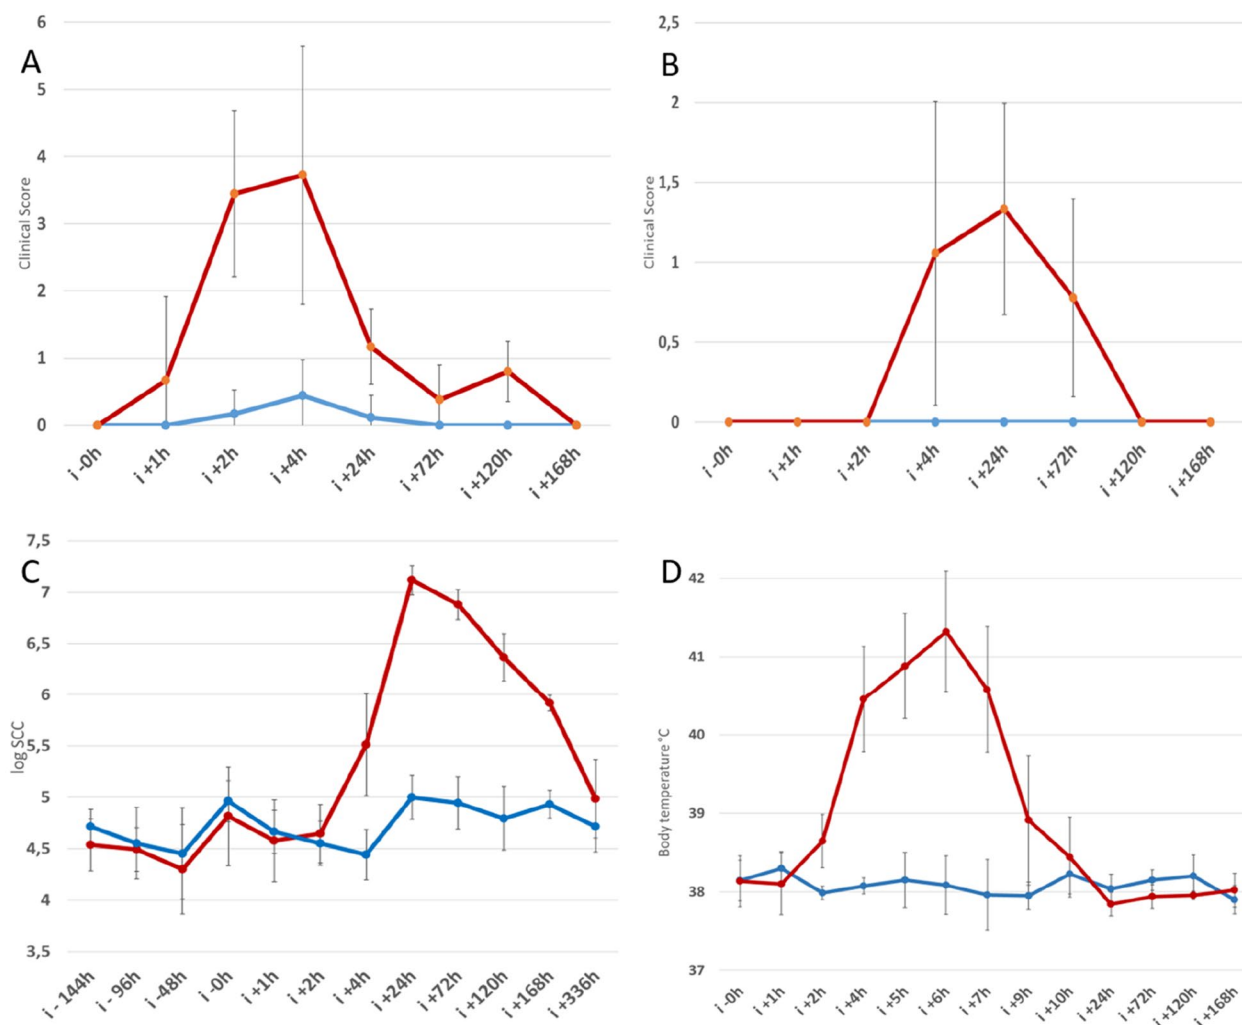 A
Clinical Score
6
5
4
3
2
1
0
i -0h
i +1h
i +2h
i +4h
i +24h
i +72h
i +120h
i +168h
B
Clinical Score
2,5
2
1,5
1
0,5
0
i -0h
i +1h
i +2h
i +4h
i +24h
i +72h
i +120h
i +168h
C
log SCC
7,5
7
6,5
6
5,5
5
4,5
4
3,5
i - 144h
i - 96h
i -48h
i -0h
i +1h
i +2h
i +4h
i +24h
i +72h
i +120h
i +168h
i +336h
D
Body temperature °C
42
41
40
39
38
37
i -0h
i +1h
i +2h
i +4h
i +5h
i +6h
i +7h
i +9h
i +10h
i +24h
i +72h
i +120h
i +168h